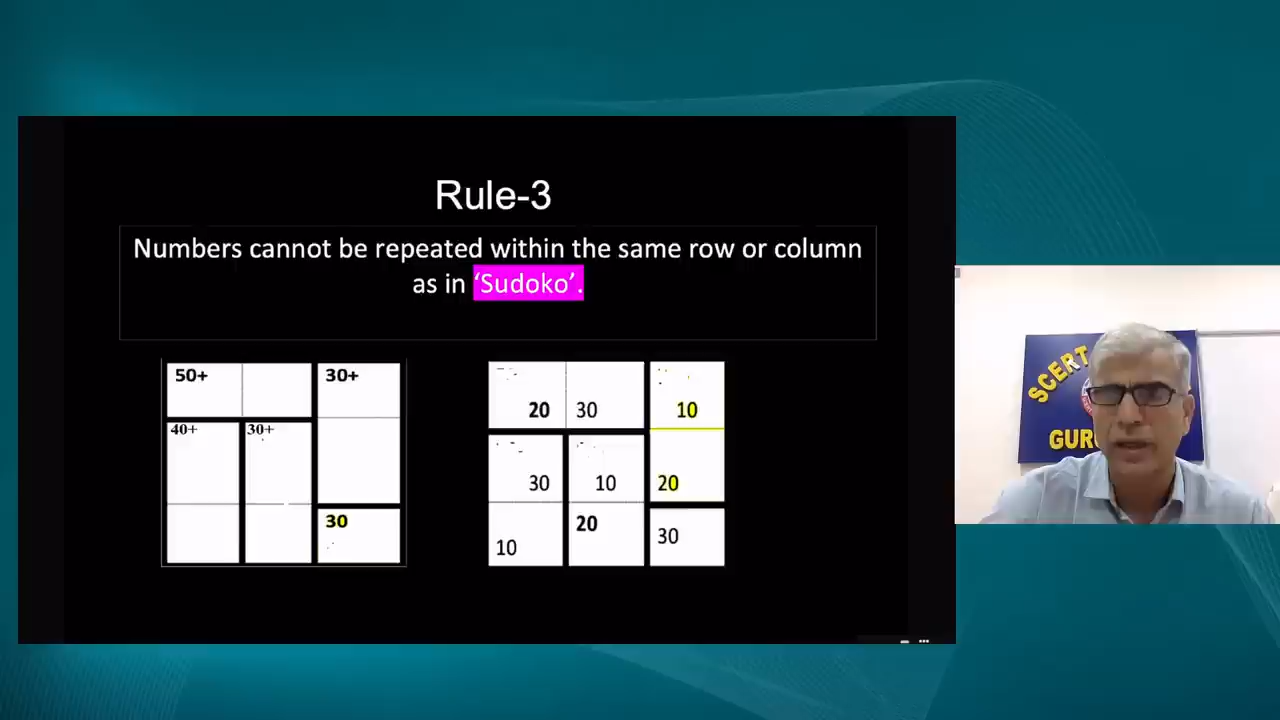 Rule-3
Numbers cannot be repeated within the same row or column
as in 'Sudoko'.
50+ 30+
40+ 30+
30
20 30 10
30 10 20
10 20 30
SCERT
GUR